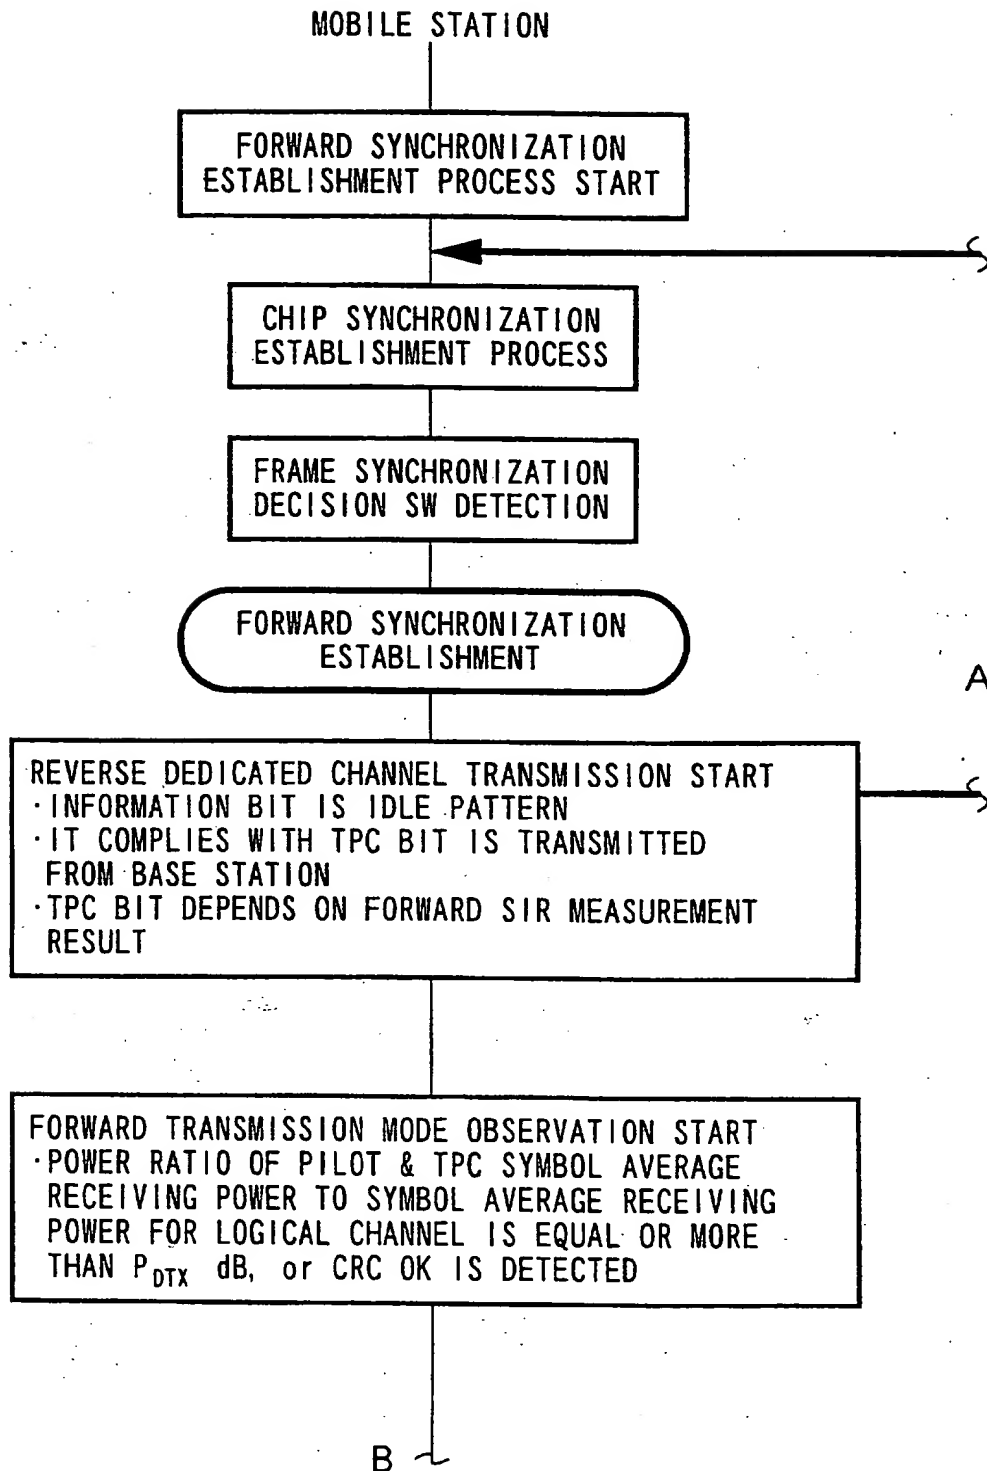 MOBILE STATION
FORWARD SYNCHRONIZATION
ESTABLISHMENT PROCESS START
CHIP SYNCHRONIZATION
ESTABLISHMENT PROCESS
FRAME SYNCHRONIZATION
DECISION SW DETECTION
FORWARD SYNCHRONIZATION
ESTABLISHMENT
A
REVERSE DEDICATED CHANNEL TRANSMISSION START
·INFORMATION BIT IS IDLE PATTERN
·IT COMPLIES WITH TPC BIT IS TRANSMITTED
FROM BASE STATION
·TPC BIT DEPENDS ON FORWARD SIR MEASUREMENT
RESULT
FORWARD TRANSMISSION MODE OBSERVATION START
·POWER RATIO OF PILOT & TPC SYMBOL AVERAGE
RECEIVING POWER TO SYMBOL AVERAGE RECEIVING
POWER FOR LOGICAL CHANNEL IS EQUAL OR MORE
THAN PDTX dB, or CRC OK IS DETECTED
B